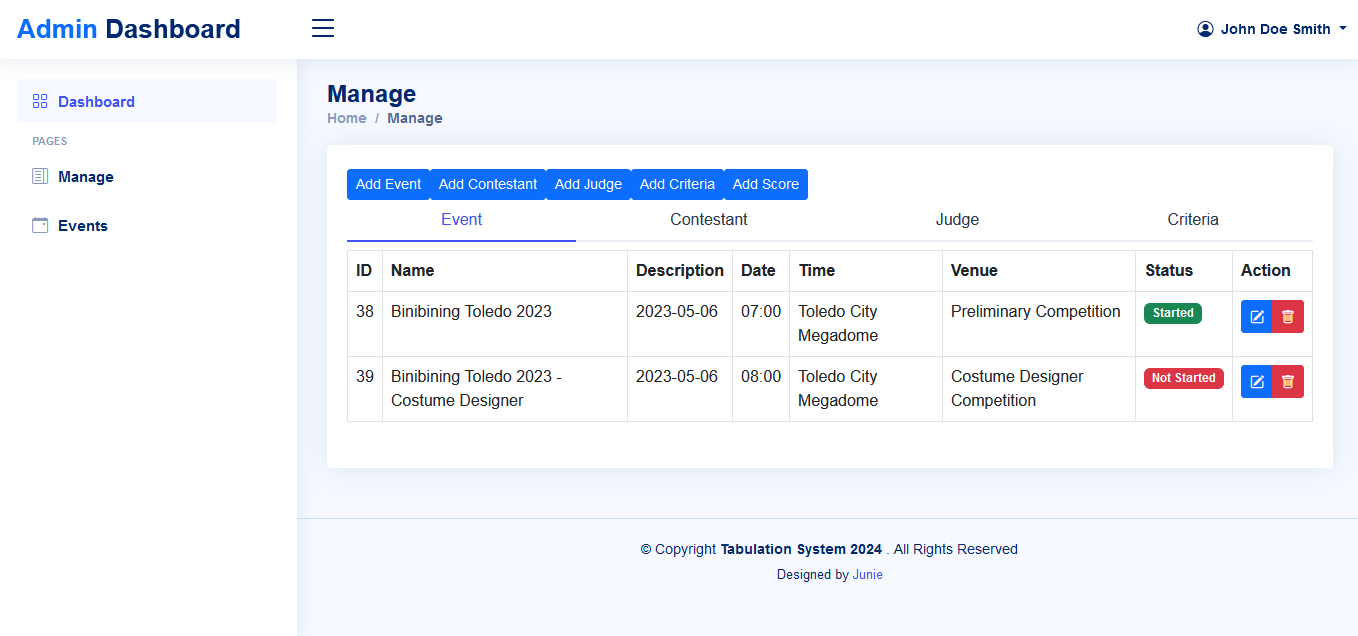 Admin Dashboard
John Doe Smith
Dashboard
PAGES
Manage
Events
Manage
Home / Manage
Add Event Add Contestant Add Judge Add Criteria Add Score
Event Contestant Judge Criteria
ID Name Description Date Time Venue Status Action
38 Binibining Toledo 2023 2023-05-06 07:00 Toledo City Preliminary Competition Started
Megadome
39 Binibining Toledo 2023 - 2023-05-06 08:00 Toledo City Costume Designer Not Started
Costume Designer Megadome Competition
© Copyright Tabulation System 2024 . All Rights Reserved
Designed by Junie